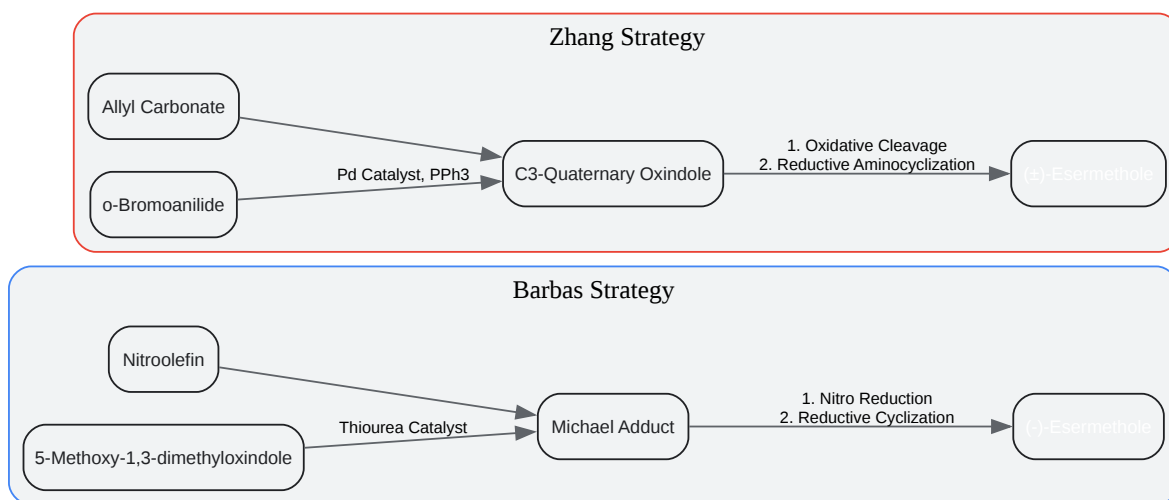 Zhang Strategy
Allyl Carbonate
o-Bromoanilide
Pd Catalyst, PPh3
C3-Quaternary Oxindole
1. Oxidative Cleavage
2. Reductive Aminocyclization
(±)-Esermethole
Barbas Strategy
Nitroolefin
5-Methoxy-1,3-dimethyloxindole
Thiourea Catalyst
Michael Adduct
1. Nitro Reduction
2. Reductive Cyclization
(-)-Esermethole